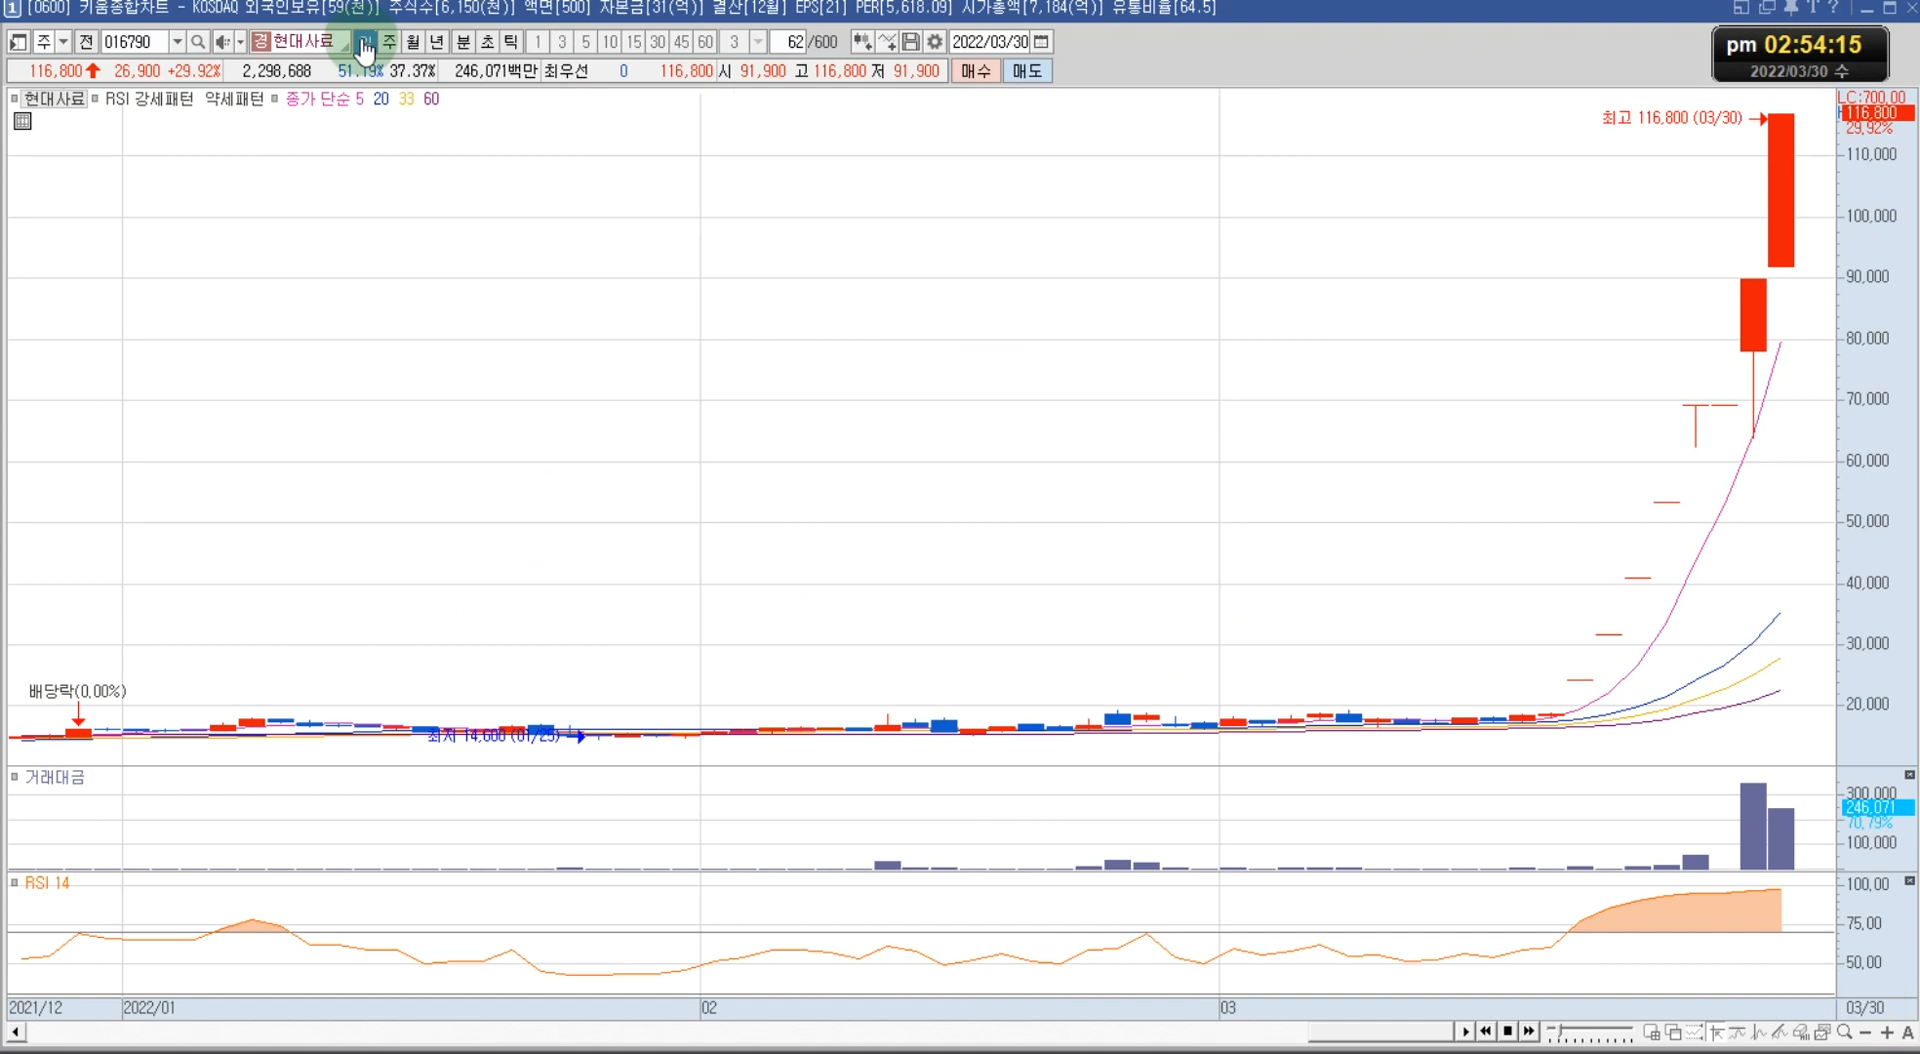 1 [0600] 키움종합차트 - KOSDAQ 외국인보유[59(천)] 주식수[6,150(천)] 액면[500] 자본금[31(억)] 결산[12월] EPS[21] PER[5,618.09] 시가총액[7,184(억)] 유통비율[64.5]
주 전 016790 경 현대사료 주 월 년 분 초 틱 1 3 5 10 15 30 45 60 3 62 /600 2022/03/30
116,800 26,900 +29.92% 2,298,688 51.19% 37.37% 246,071백만 최우선 0 116,800 시 91,900 고 116,800 저 91,900 매수 매도
pm 02:54:15
2022/03/30 수
현대사료 RSI 강세패턴 약세패턴 종가 단순 5 20 33 60
LC:700.00
116,800
29.92%
최고 116,800 (03/30)
110,000
100,000
90,000
80,000
70,000
60,000
50,000
40,000
30,000
20,000
배당락(0.00%)
최저 14,600 (01/25)
거래대금
300,000
246,071
70.79%
100,000
RSI 14
100.00
75.00
50.00
2021/12 2022/01 02 03 03/30
A